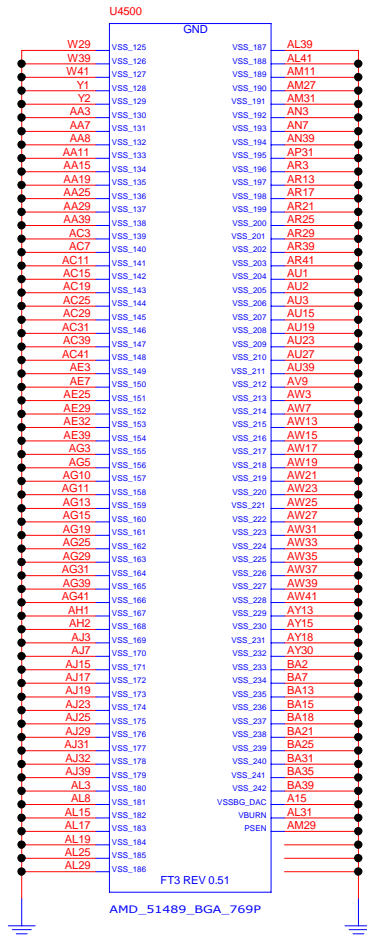 U4500
GND
W29 VSS_125 VSS_187 AL39
W39 VSS_126 VSS_188 AL41
W41 VSS_127 VSS_189 AM11
Y1 VSS_128 VSS_190 AM27
Y2 VSS_129 VSS_191 AM31
AA3 VSS_130 VSS_192 AN3
AA7 VSS_131 VSS_193 AN7
AA8 VSS_132 VSS_194 AN39
AA11 VSS_133 VSS_195 AP31
AA15 VSS_134 VSS_196 AR3
AA19 VSS_135 VSS_197 AR13
AA25 VSS_136 VSS_198 AR17
AA29 VSS_137 VSS_199 AR21
AA39 VSS_138 VSS_200 AR25
AC3 VSS_139 VSS_201 AR29
AC7 VSS_140 VSS_202 AR39
AC11 VSS_141 VSS_203 AR41
AC15 VSS_142 VSS_204 AU1
AC19 VSS_143 VSS_205 AU2
AC25 VSS_144 VSS_206 AU3
AC29 VSS_145 VSS_207 AU15
AC31 VSS_146 VSS_208 AU19
AC39 VSS_147 VSS_209 AU23
AC41 VSS_148 VSS_210 AU27
AE3 VSS_149 VSS_211 AU39
AE7 VSS_150 VSS_212 AV9
AE25 VSS_151 VSS_213 AW3
AE29 VSS_152 VSS_214 AW7
AE32 VSS_153 VSS_215 AW13
AE39 VSS_154 VSS_216 AW15
AG3 VSS_155 VSS_217 AW17
AG5 VSS_156 VSS_218 AW19
AG10 VSS_157 VSS_219 AW21
AG11 VSS_158 VSS_220 AW23
AG13 VSS_159 VSS_221 AW25
AG15 VSS_160 VSS_222 AW27
AG19 VSS_161 VSS_223 AW31
AG25 VSS_162 VSS_224 AW33
AG29 VSS_163 VSS_225 AW35
AG31 VSS_164 VSS_226 AW37
AG39 VSS_165 VSS_227 AW39
AG41 VSS_166 VSS_228 AW41
AH1 VSS_167 VSS_229 AY13
AH2 VSS_168 VSS_230 AY15
AJ3 VSS_169 VSS_231 AY18
AJ7 VSS_170 VSS_232 AY30
AJ15 VSS_171 VSS_233 BA2
AJ17 VSS_172 VSS_234 BA7
AJ19 VSS_173 VSS_235 BA13
AJ23 VSS_174 VSS_236 BA15
AJ25 VSS_175 VSS_237 BA18
AJ29 VSS_176 VSS_238 BA21
AJ31 VSS_177 VSS_239 BA25
AJ32 VSS_178 VSS_240 BA31
AJ39 VSS_179 VSS_241 BA35
AL3 VSS_180 VSS_242 BA39
AL8 VSS_181 VSSBG_DAC A15
AL15 VSS_182 VBURN AL31
AL17 VSS_183 PSEN AM29
AL19 VSS_184
AL25 VSS_185
AL29 VSS_186
FT3 REV 0.51
AMD_51489_BGA_769P